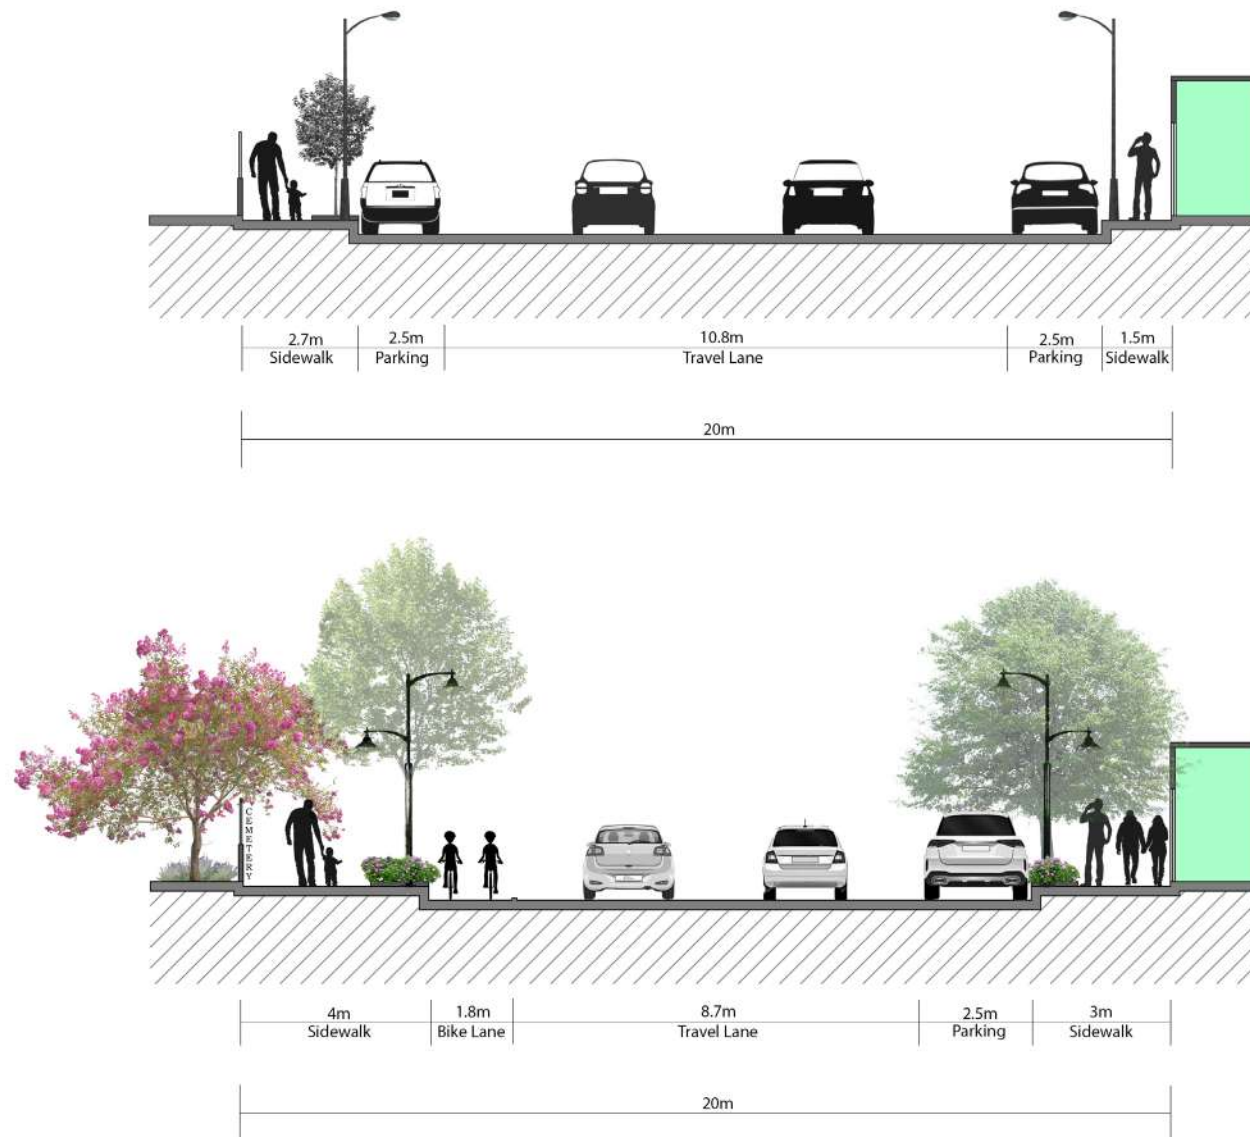 2.7m 2.5m 10.8m 2.5m 1.5m
Sidewalk Parking Travel Lane Parking Sidewalk
20m
CEMETERY
4m 1.8m 8.7m 2.5m 3m
Sidewalk Bike Lane Travel Lane Parking Sidewalk
20m